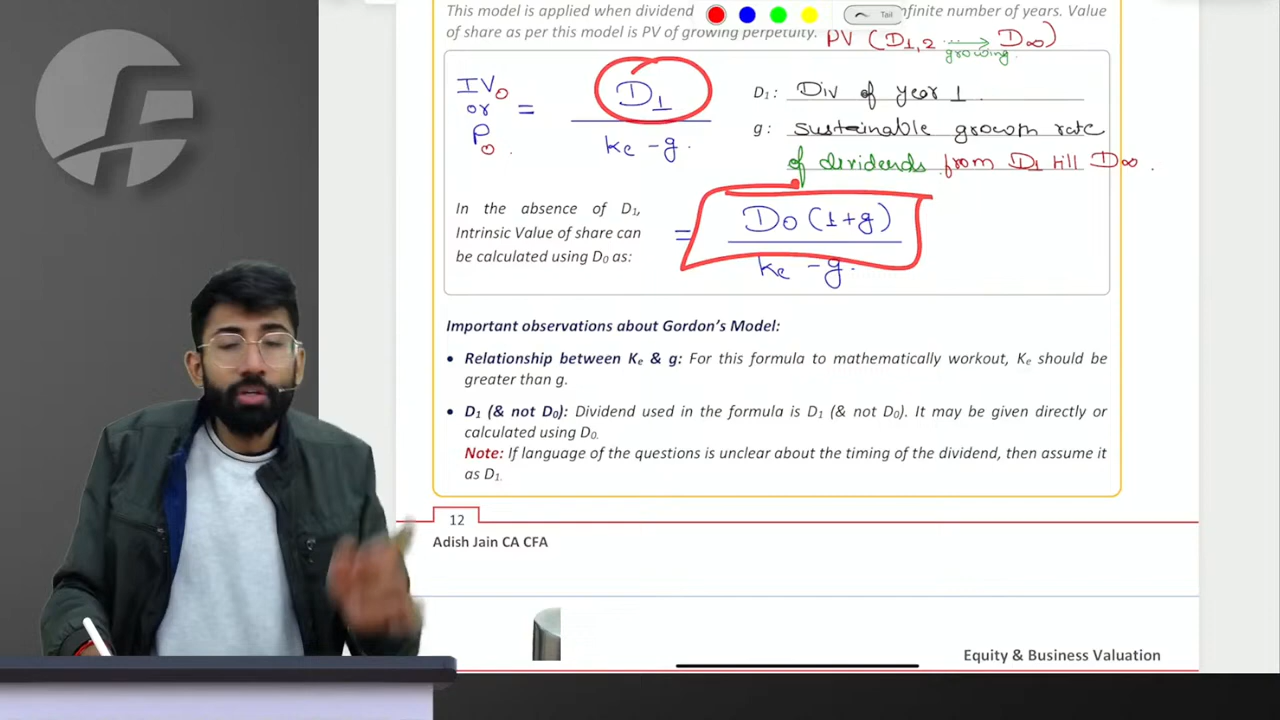 This model is applied when dividend
Tail
nfinite number of years. Value
of share as per this model is PV of growing perpetuity.
PV (D1,2 ...→ D∞)
growing
IV0
or
P0
=
D1
ke - g.
D1: Div of year 1.
g: sustainable growth rate
of dividends from D1 till D∞.
In the absence of D1,
Intrinsic Value of share can
be calculated using D0 as:
= D0 (1+g)
ke - g.
Important observations about Gordon's Model:
• Relationship between Ke & g: For this formula to mathematically workout, Ke should be
greater than g.
• D1 (& not D0): Dividend used in the formula is D1 (& not D0). It may be given directly or
calculated using D0.
Note: If language of the questions is unclear about the timing of the dividend, then assume it
as D1.
12
Adish Jain CA CFA
Equity & Business Valuation